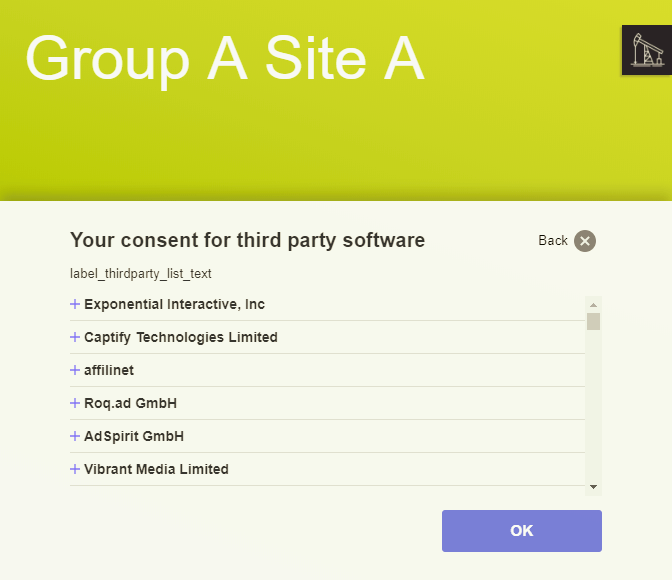 Group A Site A
Your consent for third party software
Back
label_thirdparty_list_text
Exponential Interactive, Inc
Captify Technologies Limited
affilinet
Roq.ad GmbH
AdSpirit GmbH
Vibrant Media Limited
OK